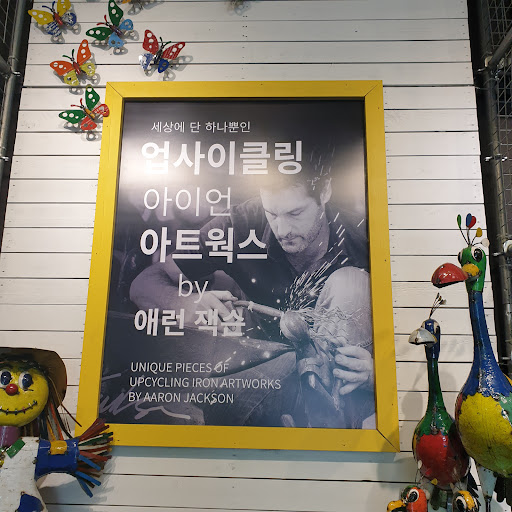 세상에 단 하나뿐인
업사이클링
아이언
아트웍스
by
애런 잭슨
UNIQUE PIECES OF
UPCYCLING IRON ARTWORKS
BY AARON JACKSON